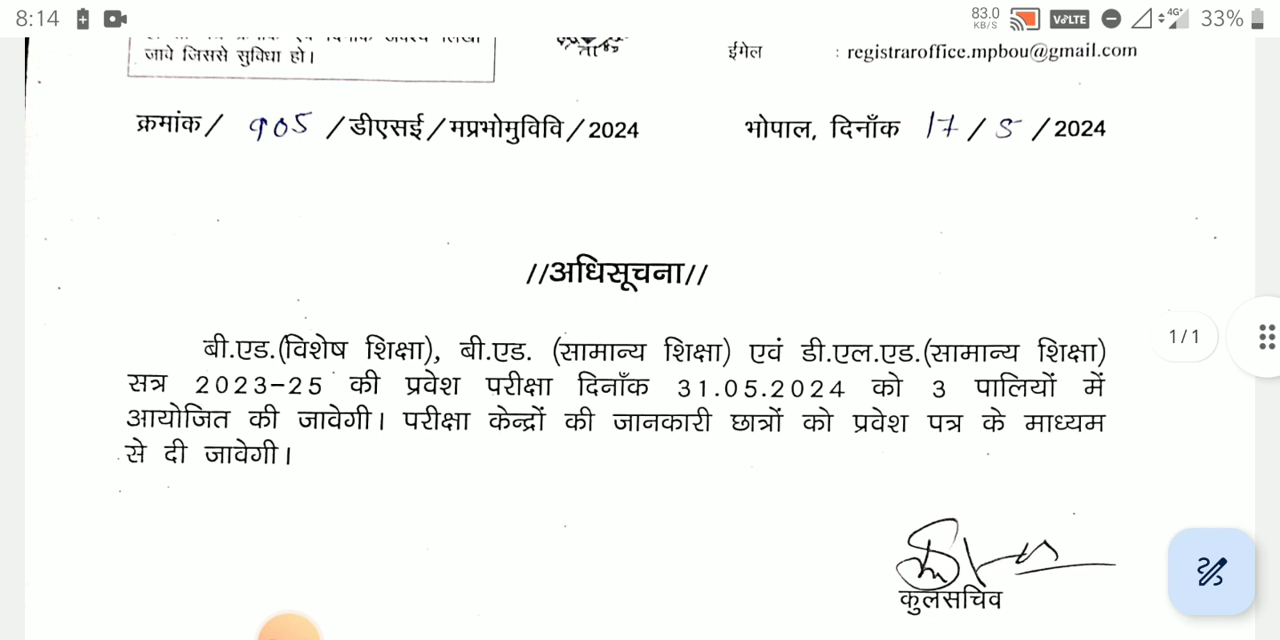 8:14
83.0 KB/S VoLTE 4G+ 33%
जावे जिससे सुविधा हो।
ईगेल : registraroffice.mpbou@gmail.com
क्रमांक / 905 / डीएसई / मप्रभोमुविवि / 2024 भोपाल, दिनाँक 17 / 5 / 2024
//अधिसूचना//
1/1
बी.एड.(विशेष शिक्षा), बी.एड. (सामान्य शिक्षा) एवं डी.एल.एड.(सामान्य शिक्षा)
सत्र 2023-25 की प्रवेश परीक्षा दिनाँक 31.05.2024 को 3 पालियों में
आयोजित की जावेगी। परीक्षा केन्द्रों की जानकारी छात्रों को प्रवेश पत्र के माध्यम
से दी जावेगी।
कुलसचिव